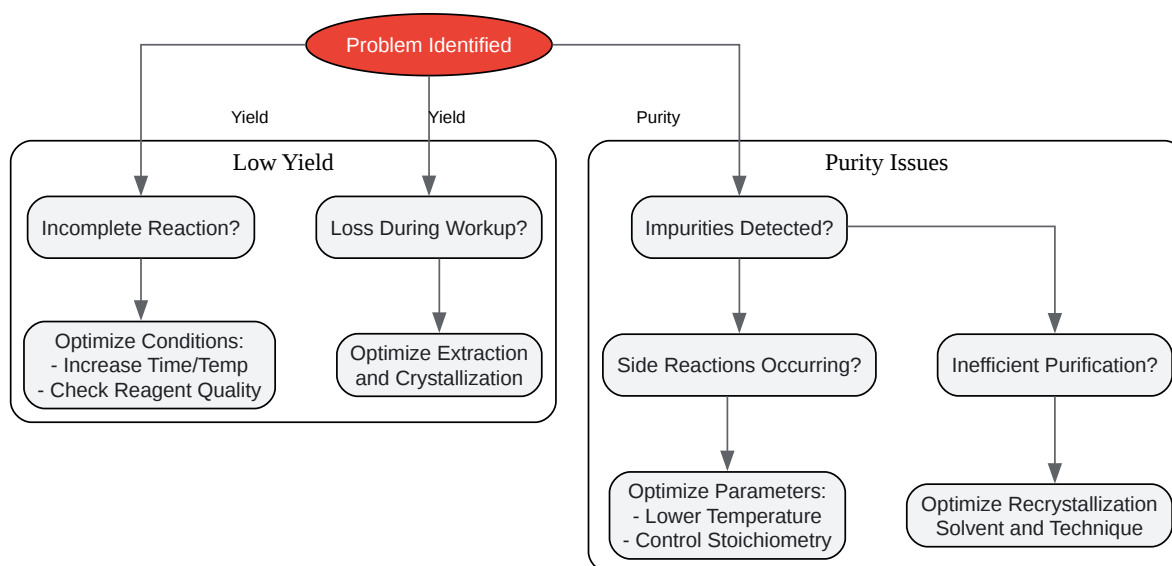 Problem Identified
Yield
Yield
Purity
Low Yield
Purity Issues
Incomplete Reaction?
Loss During Workup?
Impurities Detected?
Optimize Conditions:
- Increase Time/Temp
- Check Reagent Quality
Optimize Extraction
and Crystallization
Side Reactions Occurring?
Inefficient Purification?
Optimize Parameters:
- Lower Temperature
- Control Stoichiometry
Optimize Recrystallization
Solvent and Technique